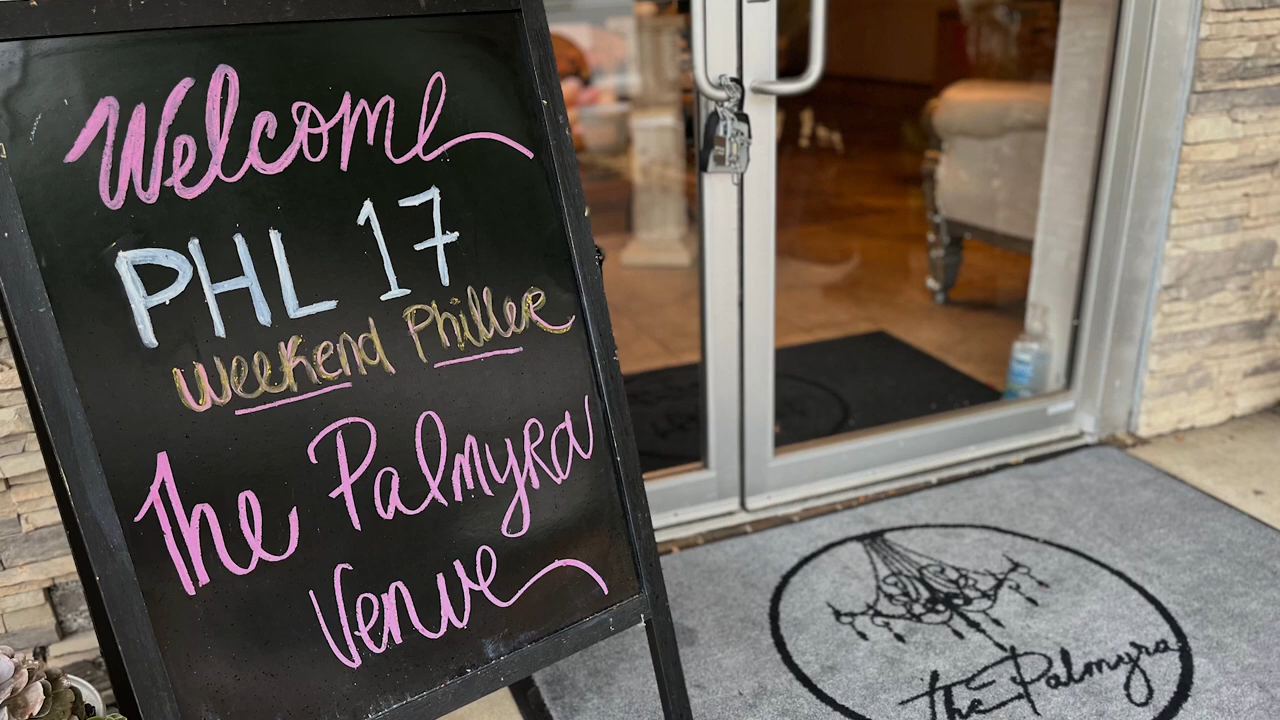 Welcome
PHL 17
Weekend Philler
The Palmyra
Venue
the Palmyra